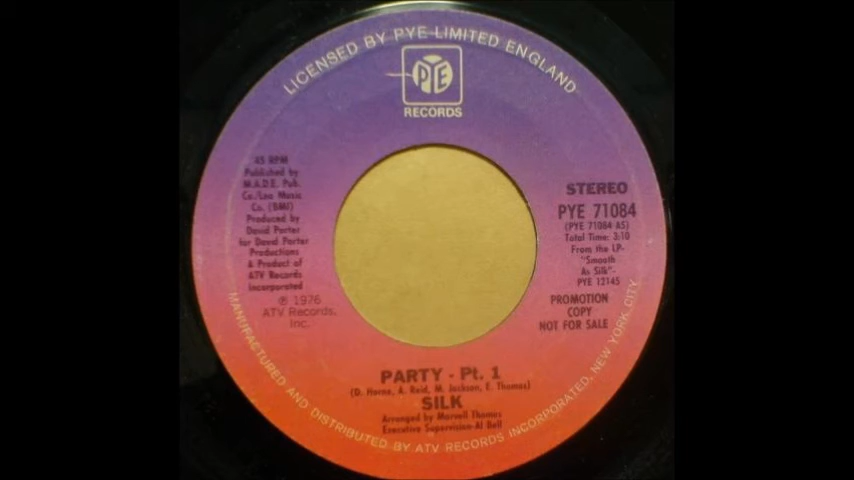 LICENSED BY PYE LIMITED ENGLAND
PYE
RECORDS
45 RPM
Published by
M.A.D.E. Pub.
Co./Leo Music
Co. (BMI)
Produced by
David Porter
for David Porter
Productions
A Product of
ATV Records
Incorporated
℗ 1976
ATV Records,
Inc.
STEREO
PYE 71084
(PYE 71084 AS)
Total Time: 3:10
From the LP-
"Smooth
As Silk"-
PYE 12145
PROMOTION
COPY
NOT FOR SALE
PARTY - Pt. 1
(D. Horne, A. Reid, M. Jackson, E. Thomas)
SILK
Arranged by Marvell Thomas
Executive Supervision-Al Bell
MANUFACTURED AND DISTRIBUTED BY ATV RECORDS INCORPORATED, NEW YORK CITY